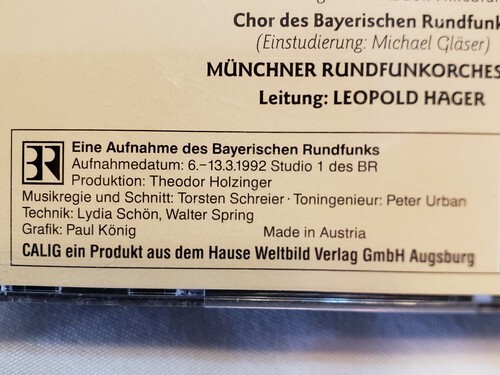 Chor des Bayerischen Rundfunk
(Einstudierung: Michael Gläser)
MÜNCHNER RUNDFUNKORCHES
Leitung: LEOPOLD HAGER
BR
Eine Aufnahme des Bayerischen Rundfunks
Aufnahmedatum: 6.–13.3.1992 Studio 1 des BR
Produktion: Theodor Holzinger
Musikregie und Schnitt: Torsten Schreier · Toningenieur: Peter Urban
Technik: Lydia Schön, Walter Spring
Grafik: Paul König Made in Austria
CALIG ein Produkt aus dem Hause Weltbild Verlag GmbH Augsburg